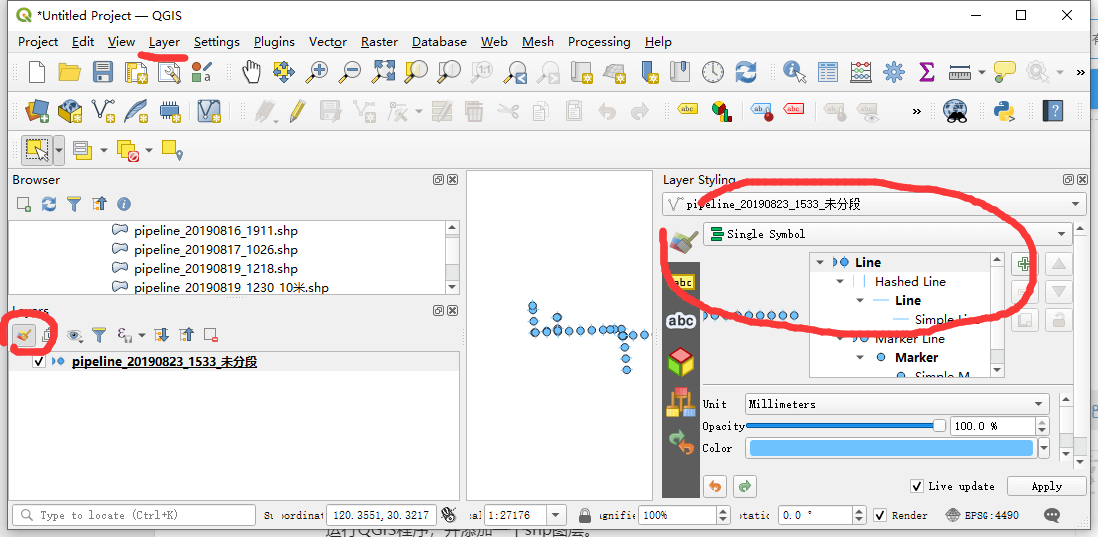 *Untitled Project — QGIS
Project Edit View Layer Settings Plugins Vector Raster Database Web Mesh Processing Help
Browser
pipeline_20190816_1911.shp
pipeline_20190817_1026.shp
pipeline_20190819_1218.shp
pipeline_20190819_1230_10米.shp
Layers
pipeline_20190823_1533_未分段
Layer Styling
pipeline_20190823_1533_未分段
Single Symbol
abc
abc
Line
Hashed Line
Line
Simple Line
Marker Line
Marker
Simple M
Unit Millimeters
Opacity 100.0 %
Color
Live update Apply
Type to locate (Ctrl+K) oordinat 120.3551,30.3217 1:27176 agnifie 100% otatic 0.0 ° Render EPSG:4490
运行QGIS程序，并添加一个shp图层。